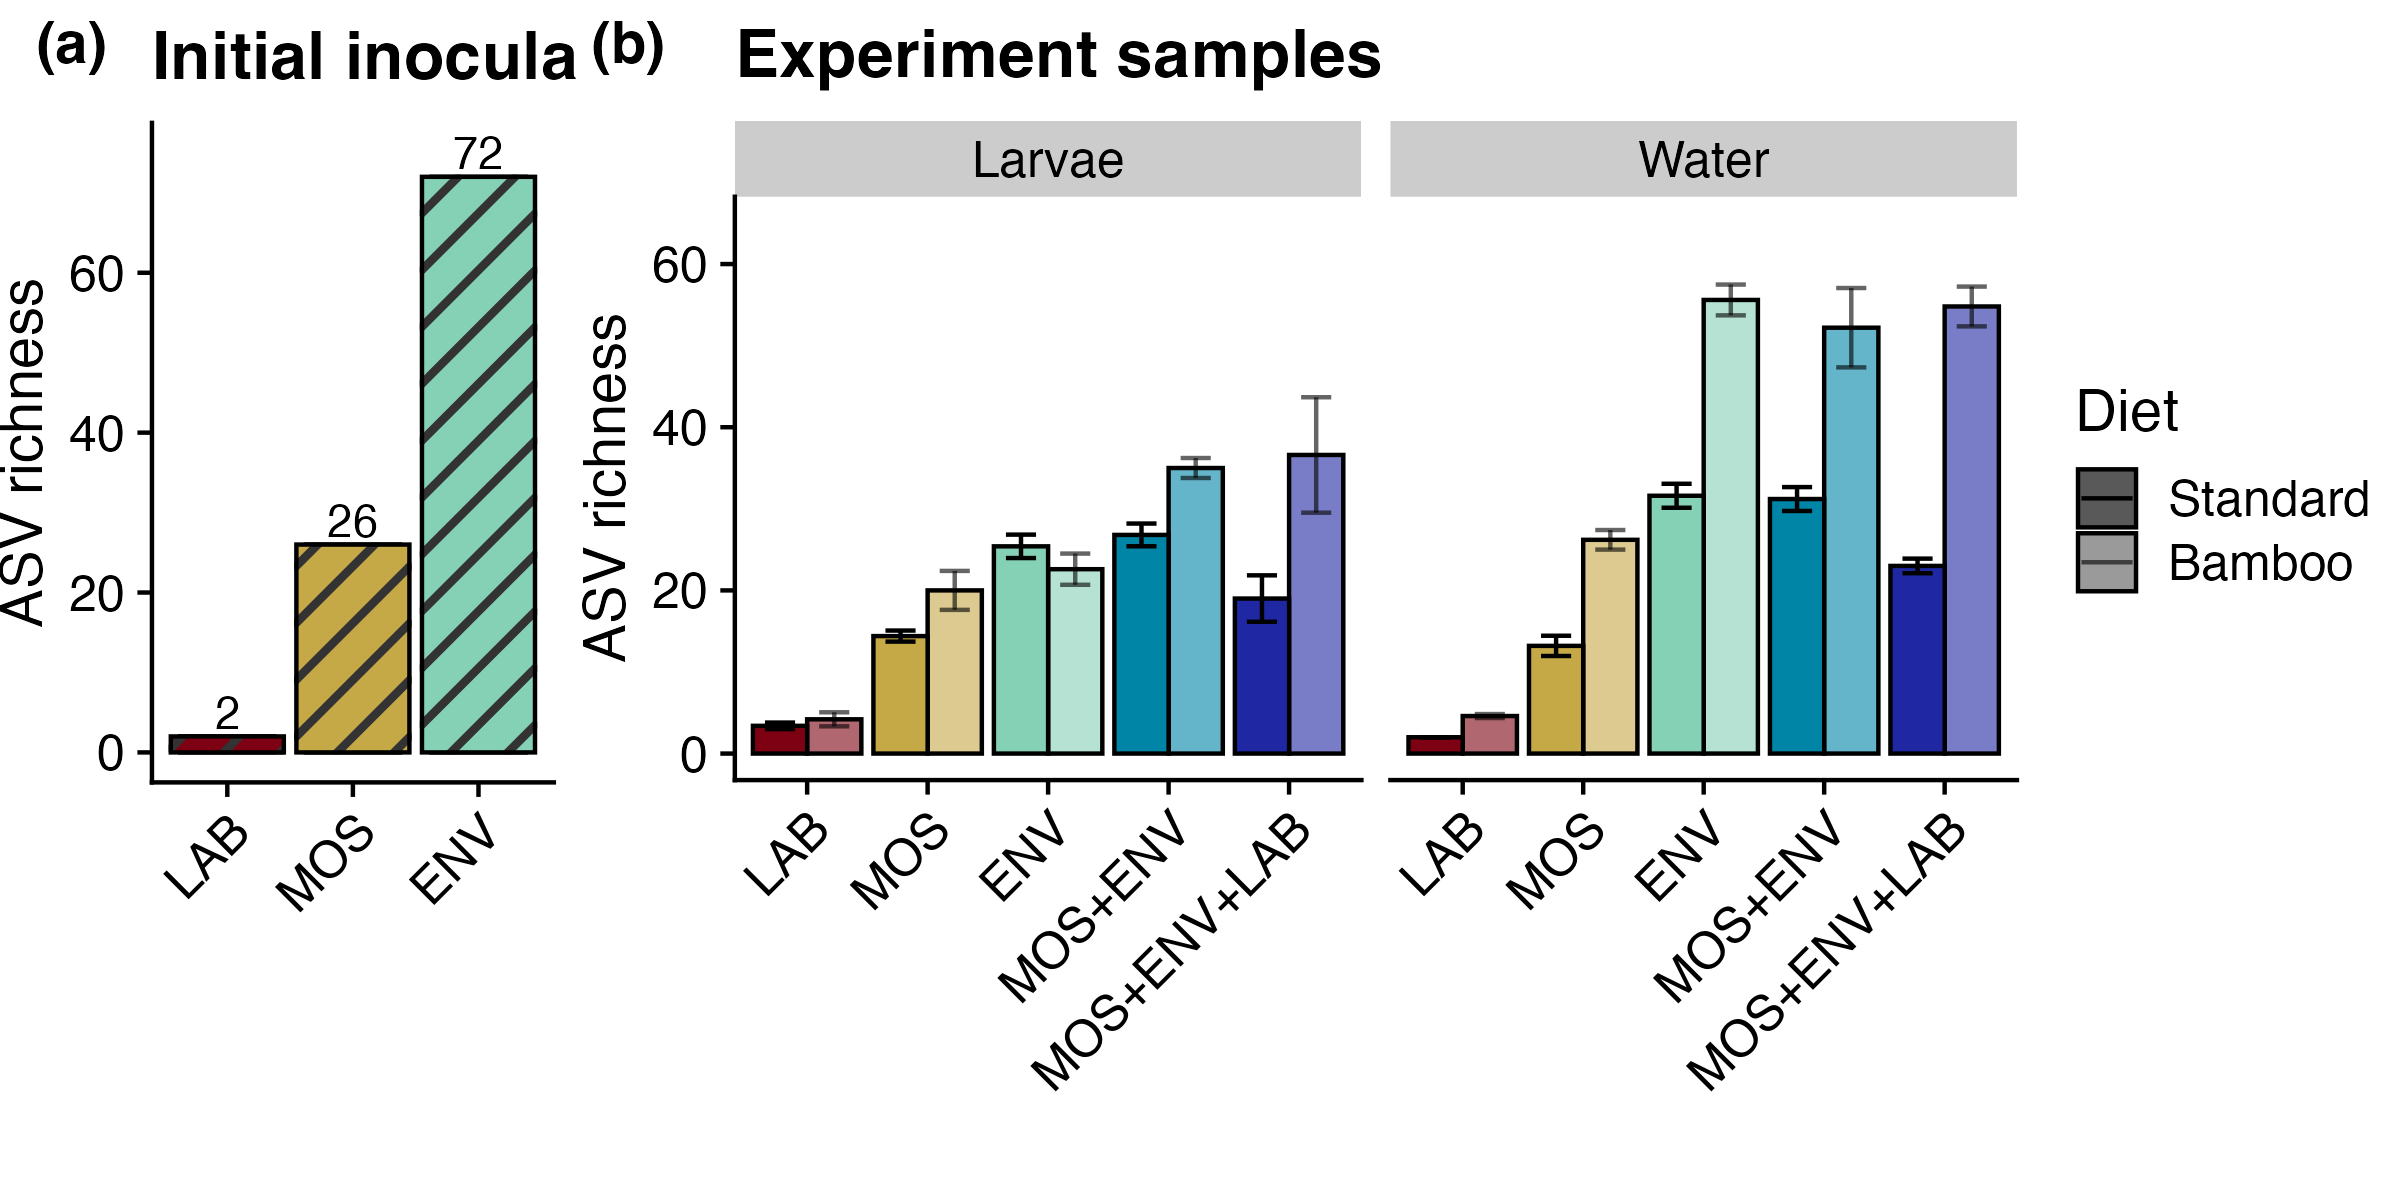 (a) Initial inocula
ASV richness
60
40
20
0
2
26
72
LAB
MOS
ENV
(b) Experiment samples
ASV richness
60
40
20
0
Larvae
LAB
MOS
ENV
MOS+ENV
MOS+ENV+LAB
Water
LAB
MOS
ENV
MOS+ENV
MOS+ENV+LAB
Diet
Standard
Bamboo